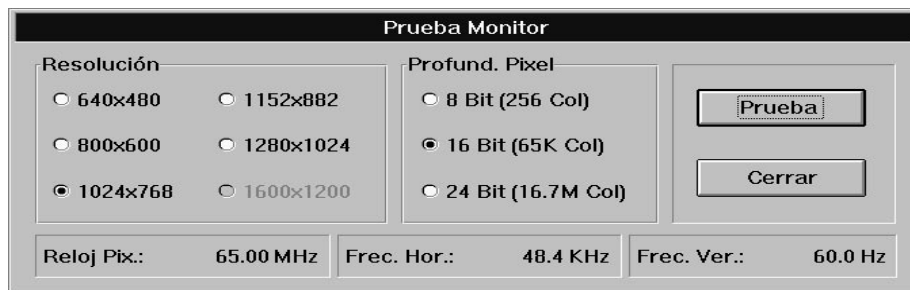 Prueba Monitor
Resolución
640x480
1152x882
800x600
1280x1024
1024x768
1600x1200
Profund. Pixel
8 Bit (256 Col)
16 Bit (65K Col)
24 Bit (16.7M Col)
Prueba
Cerrar
Reloj Pix.: 65.00 MHz
Frec. Hor.: 48.4 KHz
Frec. Ver.: 60.0 Hz